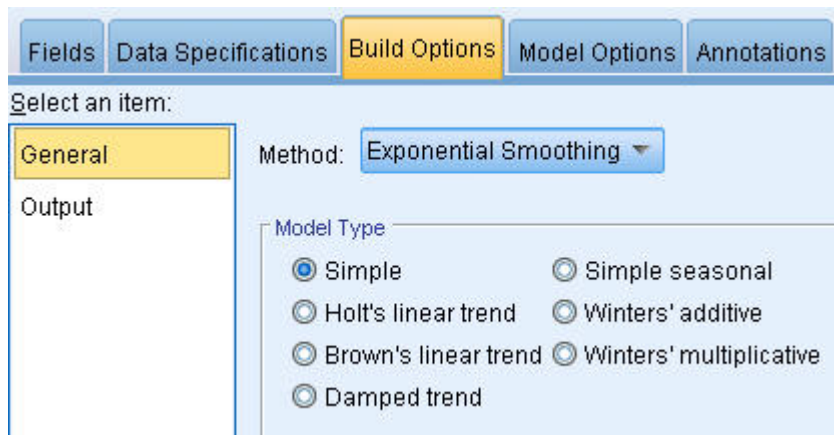 Fields Data Specifications Build Options Model Options Annotations
Select an item:
General
Output
Method: Exponential Smoothing
Model Type
Simple
Simple seasonal
Holt's linear trend
Winters' additive
Brown's linear trend
Winters' multiplicative
Damped trend